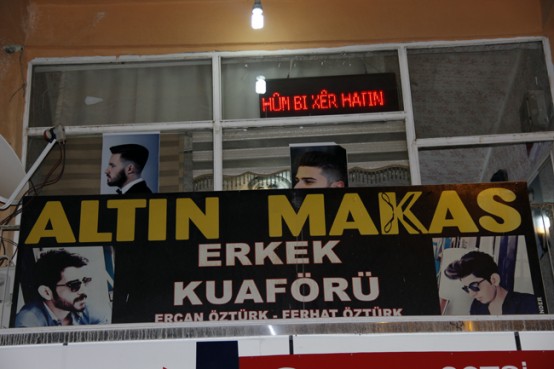 HÛM BI XÊR HATIN
ALTIN MAKAS
ERKEK
KUAFÖRÜ
ERCAN ÖZTÜRK - FERHAT ÖZTÜRK